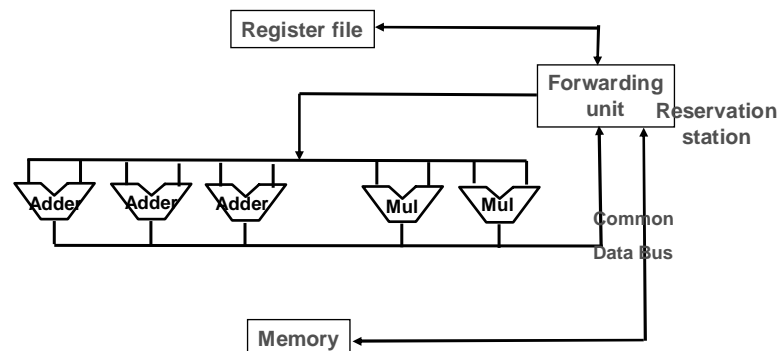 Register file
Forwarding
unit
Reservation
station
Adder
Adder
Adder
Mul
Mul
Common
Data Bus
Memory